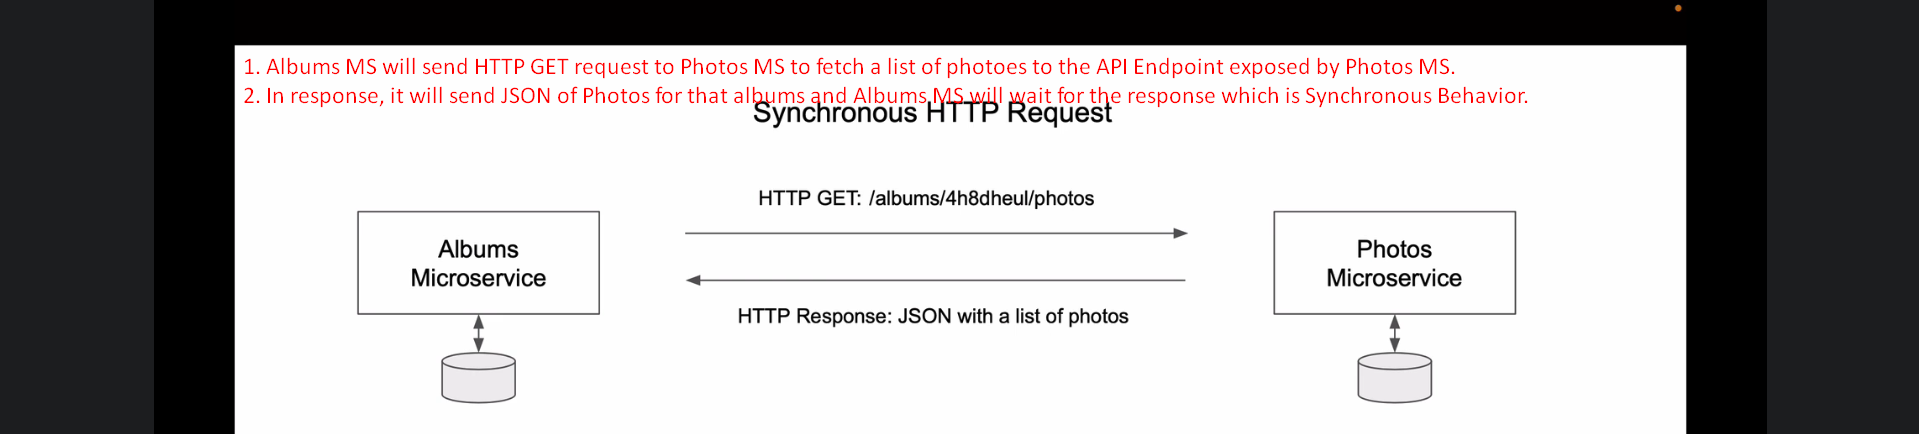 1. Albums MS will send HTTP GET request to Photos MS to fetch a list of photoes to the API Endpoint exposed by Photos MS.
2. In response, it will send JSON of Photos for that albums and Albums MS will wait for the response which is Synchronous Behavior.
Synchronous HTTP Request
HTTP GET: /albums/4h8dheul/photos
Albums
Microservice
Photos
Microservice
HTTP Response: JSON with a list of photos